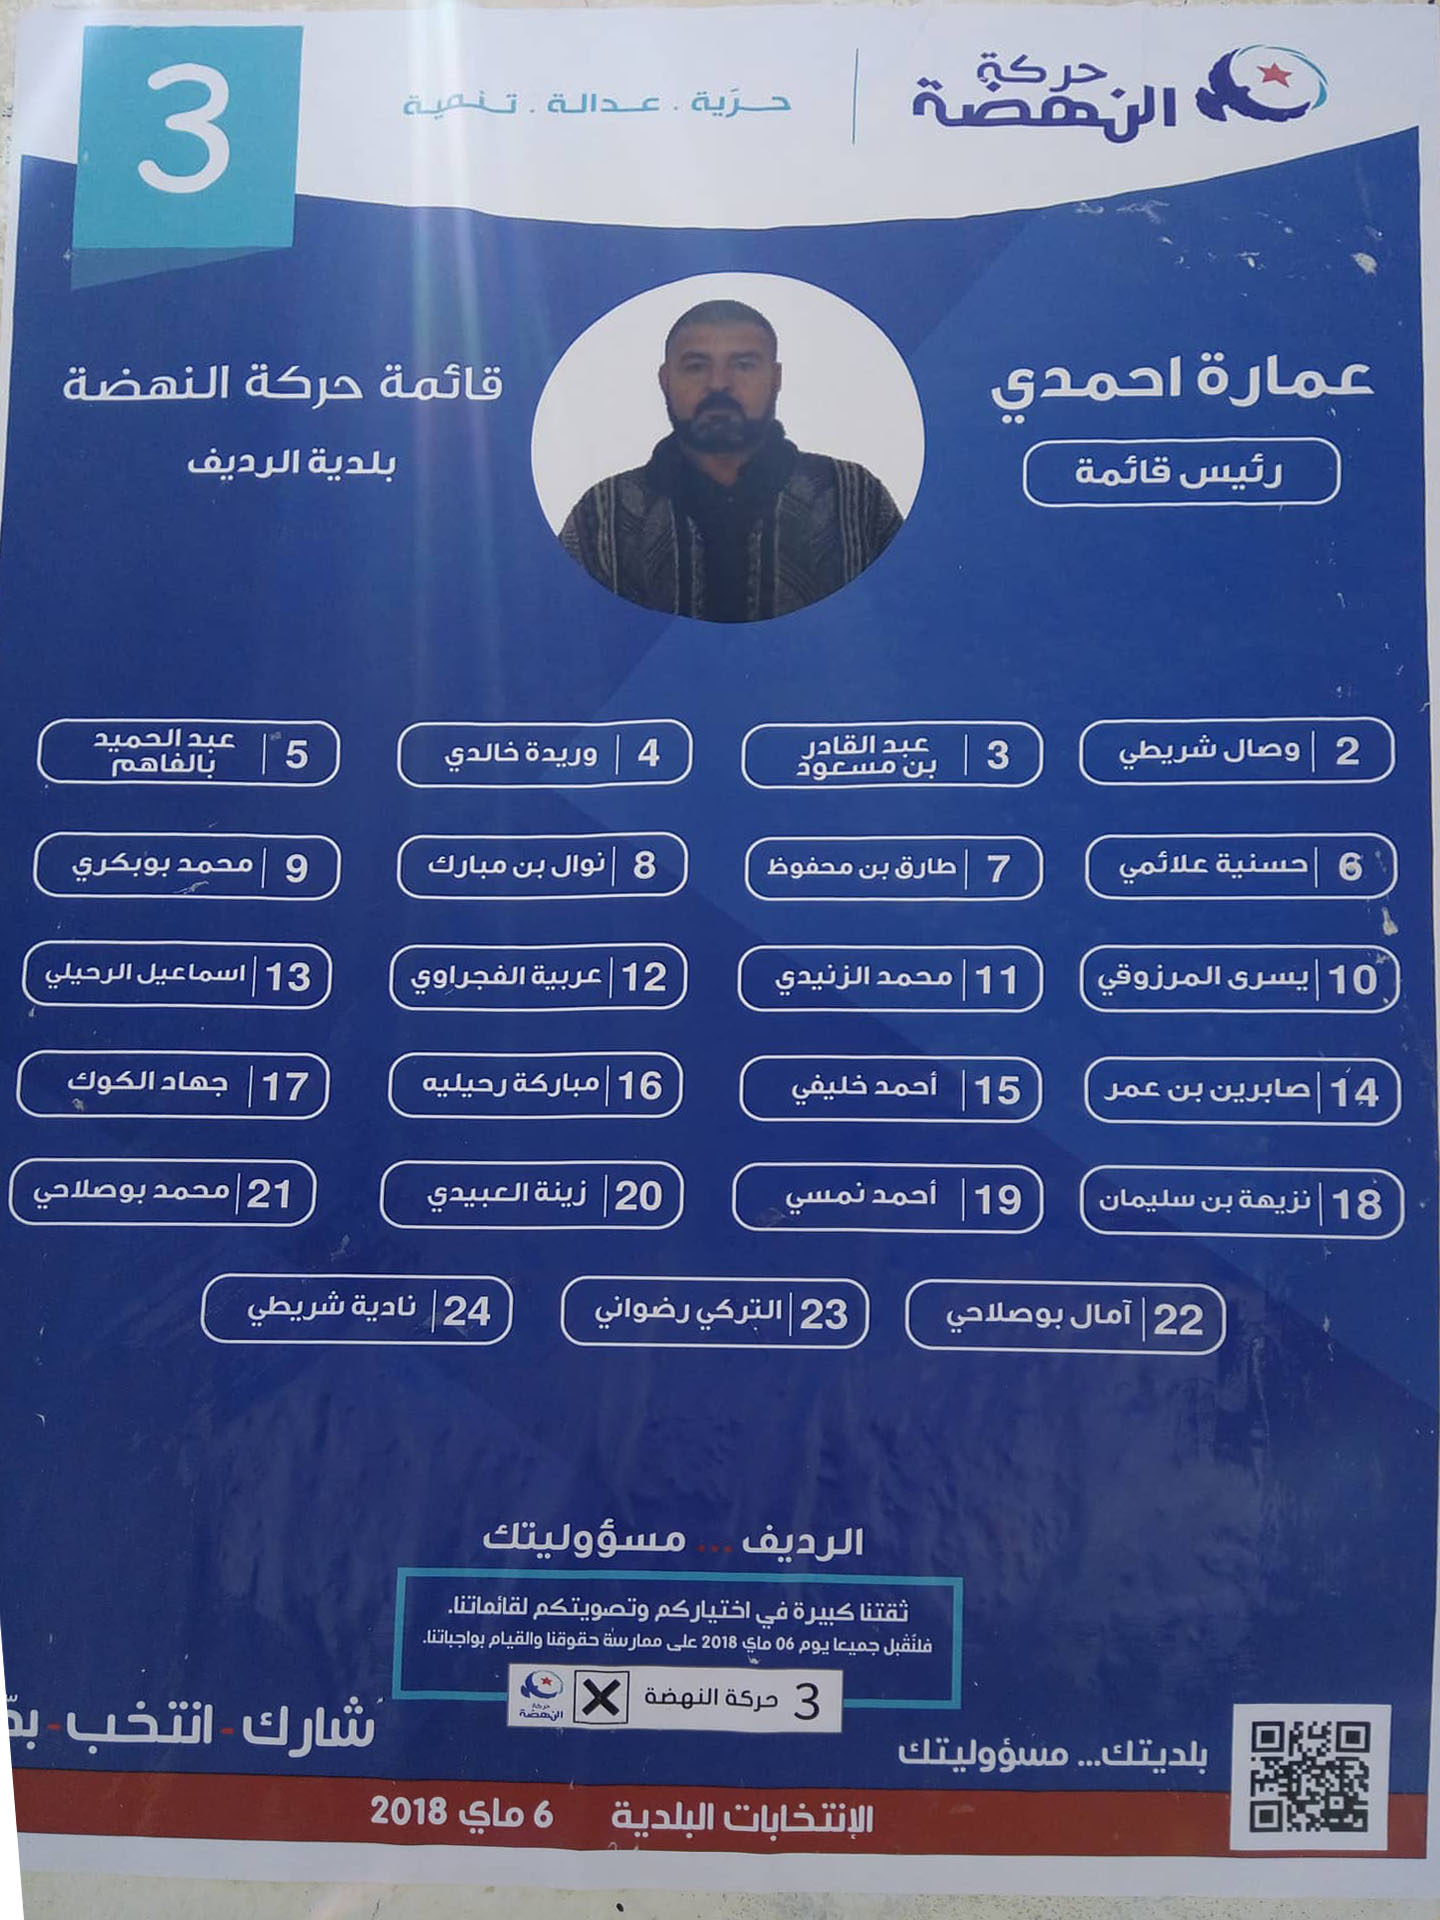 حركة
النهضة
حرّية . عدالة . تنمية
3
عمارة احمدي
رئيس قائمة
قائمة حركة النهضة
بلدية الرديف
2 وصال شريطي
3 عبد القادر
بن مسعود
4 وريدة خالدي
5 عبد الحميد
بالفاهم
6 حسنية علائمي
7 طارق بن محفوظ
8 نوال بن مبارك
9 محمد بوبكري
10 يسرى المرزوقي
11 محمد الزنيدي
12 عربية الفجراوي
13 اسماعيل الرحيلي
14 صابرين بن عمر
15 أحمد خليفي
16 مباركة رحيليه
17 جهاد الكوك
18 نزيهة بن سليمان
19 أحمد نمسي
20 زينة العبيدي
21 محمد بوصلاحي
22 آمال بوصلاحي
23 التركي رضواني
24 نادية شريطي
الرديف ... مسؤوليتك
ثقتنا كبيرة في اختياركم وتصويتكم لقائماتنا.
فلنُقبل جميعا يوم 06 ماي 2018 على ممارسة حقوقنا والقيام بواجباتنا.
3 حركة النهضة
حركة
النهضة
شارك - انتخب -
بلديتك... مسؤوليتك
الإنتخابات البلدية 6 ماي 2018